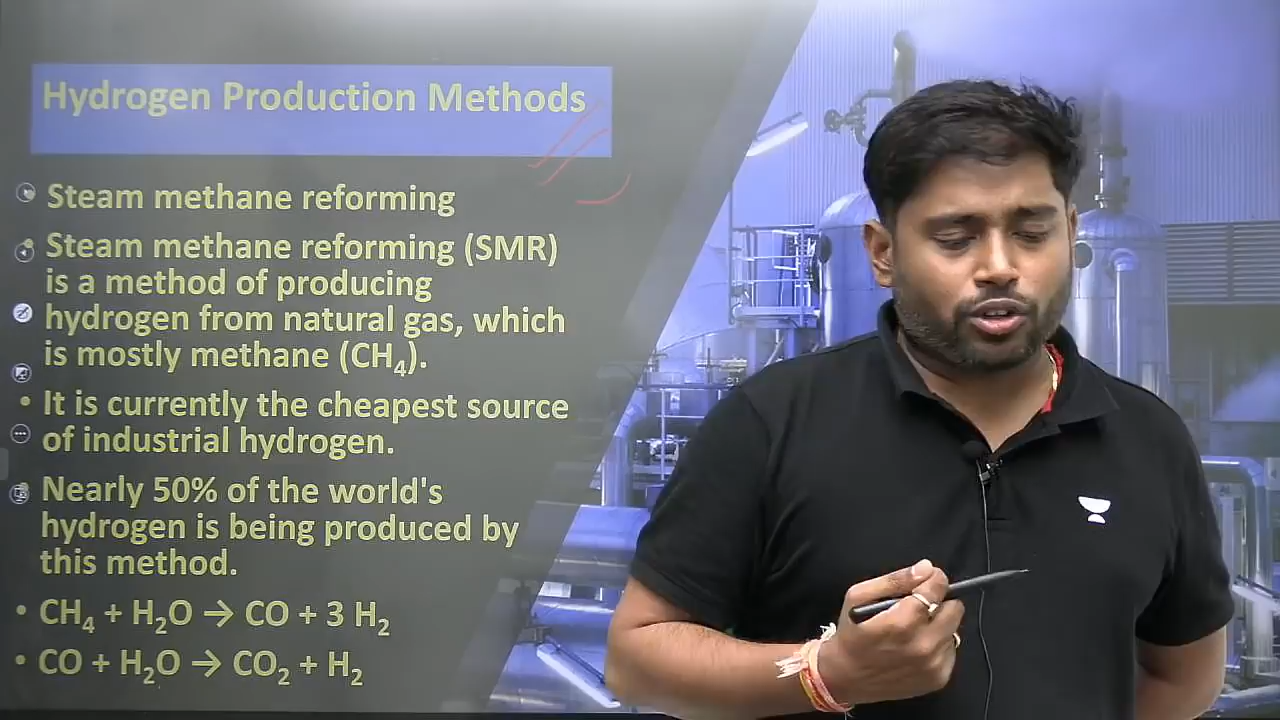 Hydrogen Production Methods
Steam methane reforming
Steam methane reforming (SMR)
is a method of producing
hydrogen from natural gas, which
is mostly methane (CH₄).
• It is currently the cheapest source
of industrial hydrogen.
Nearly 50% of the world's
hydrogen is being produced by
this method.
• CH₄ + H₂O → CO + 3 H₂
• CO + H₂O → CO₂ + H₂